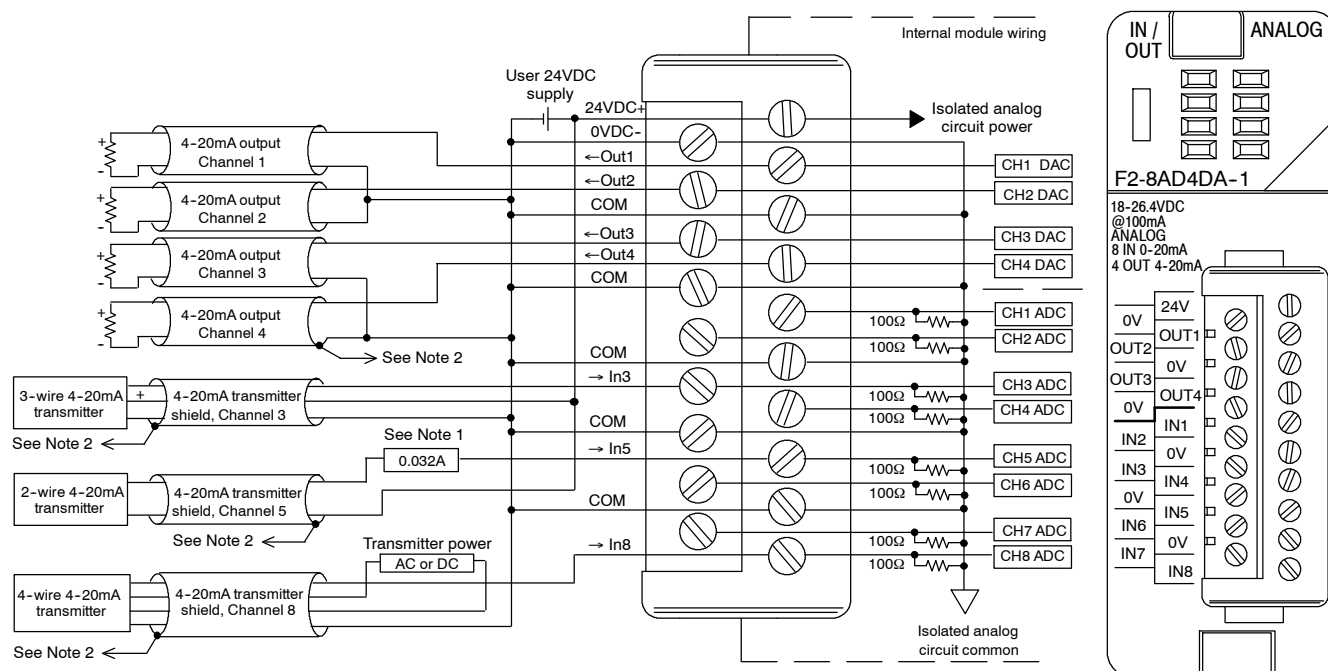 Internal module wiring
IN /
OUT
ANALOG
User 24VDC
supply
24VDC+
Isolated analog
circuit power
0VDC-
+
4-20mA output
Channel 1
-
←Out1
CH1 DAC
+
4-20mA output
Channel 2
-
←Out2
CH2 DAC
COM
+
4-20mA output
Channel 3
-
←Out3
CH3 DAC
←Out4
CH4 DAC
COM
+
4-20mA output
Channel 4
-
See Note 2
100Ω
CH1 ADC
100Ω
CH2 ADC
COM
3-wire 4-20mA
transmitter
+
4-20mA transmitter
shield, Channel 3
See Note 2
→ In3
100Ω
CH3 ADC
100Ω
CH4 ADC
COM
See Note 1
0.032A
→ In5
2-wire 4-20mA
transmitter
4-20mA transmitter
shield, Channel 5
See Note 2
100Ω
CH5 ADC
100Ω
CH6 ADC
COM
Transmitter power
AC or DC
→ In8
4-wire 4-20mA
transmitter
4-20mA transmitter
shield, Channel 8
See Note 2
100Ω
CH7 ADC
100Ω
CH8 ADC
Isolated analog
circuit common
F2-8AD4DA-1
18-26.4VDC
@100mA
ANALOG
8 IN 0-20mA
4 OUT 4-20mA
24V
0V
OUT1
OUT2
0V
OUT3
OUT4
0V
IN1
IN2
0V
IN3
IN4
0V
IN5
IN6
0V
IN7
IN8